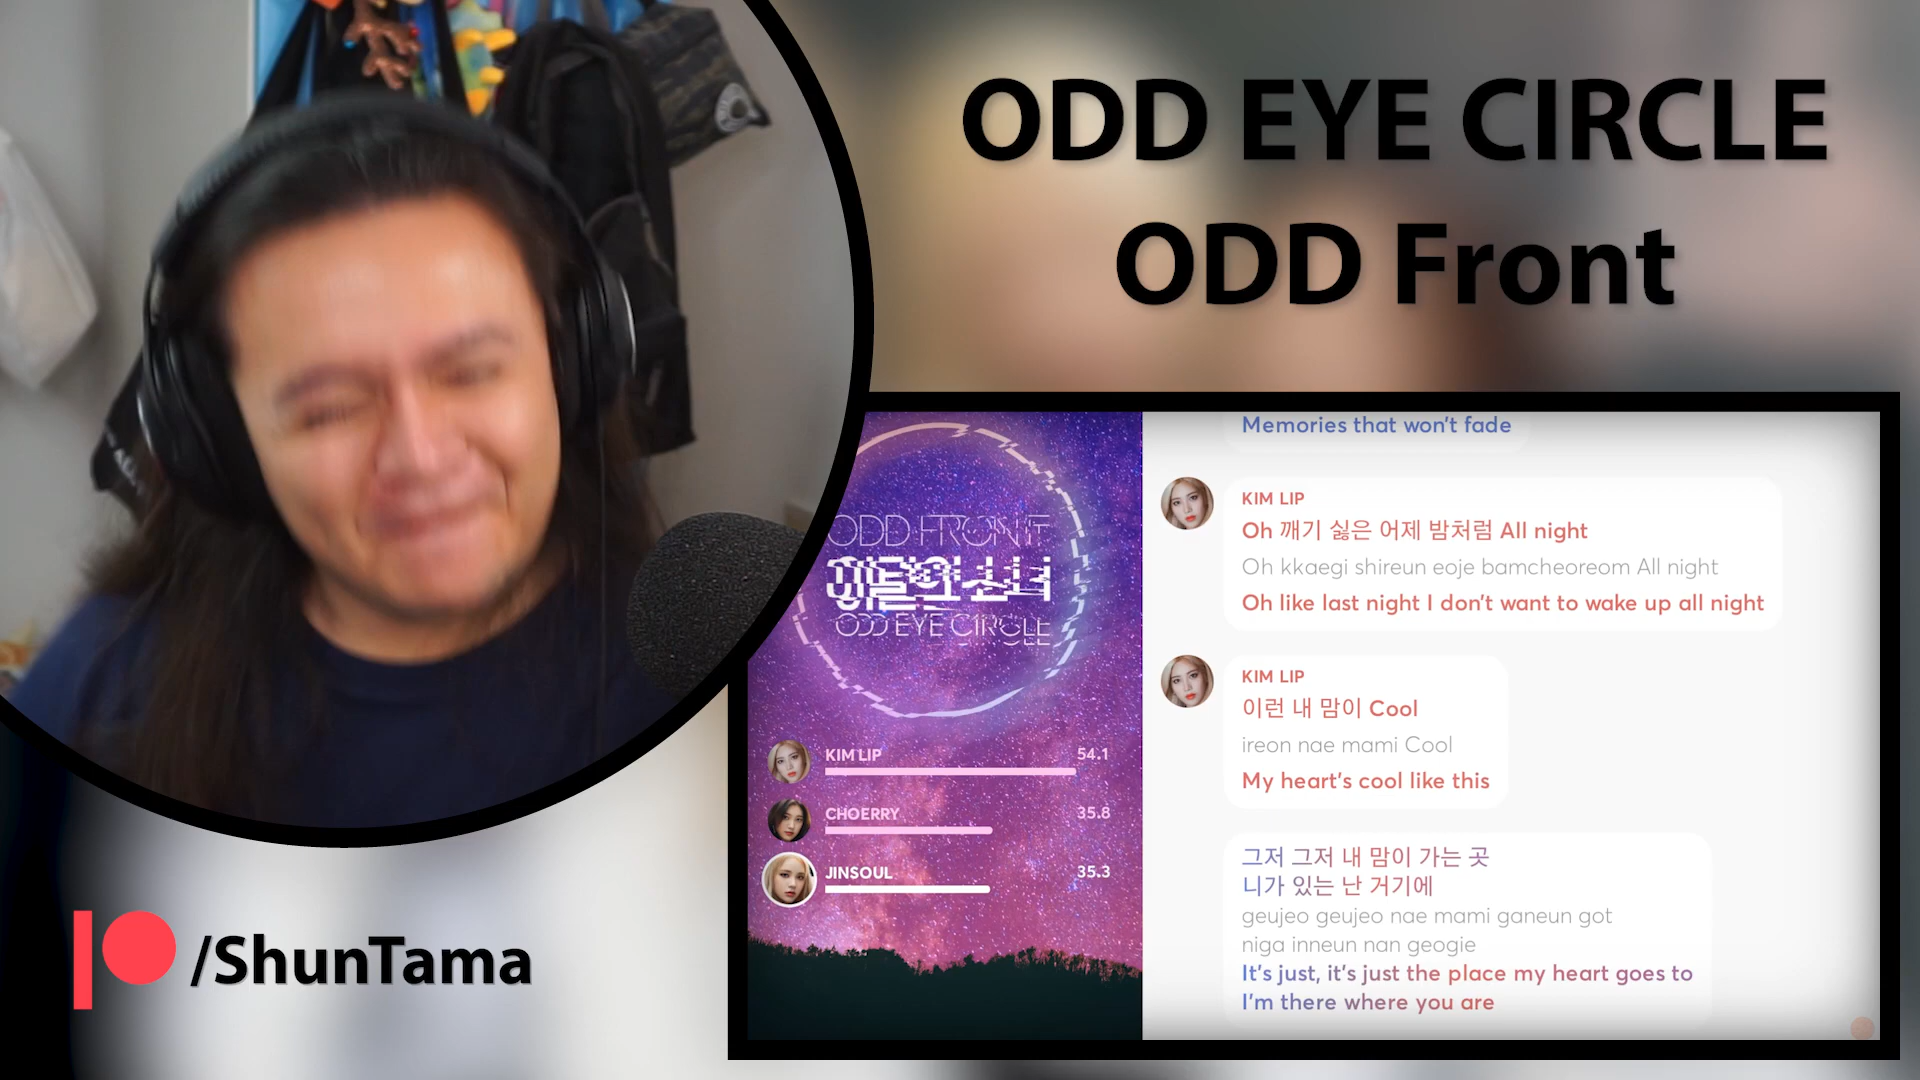 ODD EYE CIRCLE
ODD Front
ODD FRONT
이달의 소녀
ODD EYE CIRCLE
KIM LIP
54.1
CHOERRY
35.8
JINSOUL
35.3
Memories that won't fade
KIM LIP
Oh 깨기 싫은 어제 밤처럼 All night
Oh kkaegi shireun eoje bamcheoreom All night
Oh like last night I don't want to wake up all night
KIM LIP
이런 내 맘이 Cool
ireon nae mami Cool
My heart's cool like this
그저 그저 내 맘이 가는 곳
니가 있는 난 거기에
geujeo geujeo nae mami ganeun got
niga inneun nan geogie
It's just, it's just the place my heart goes to
I'm there where you are
/ShunTama